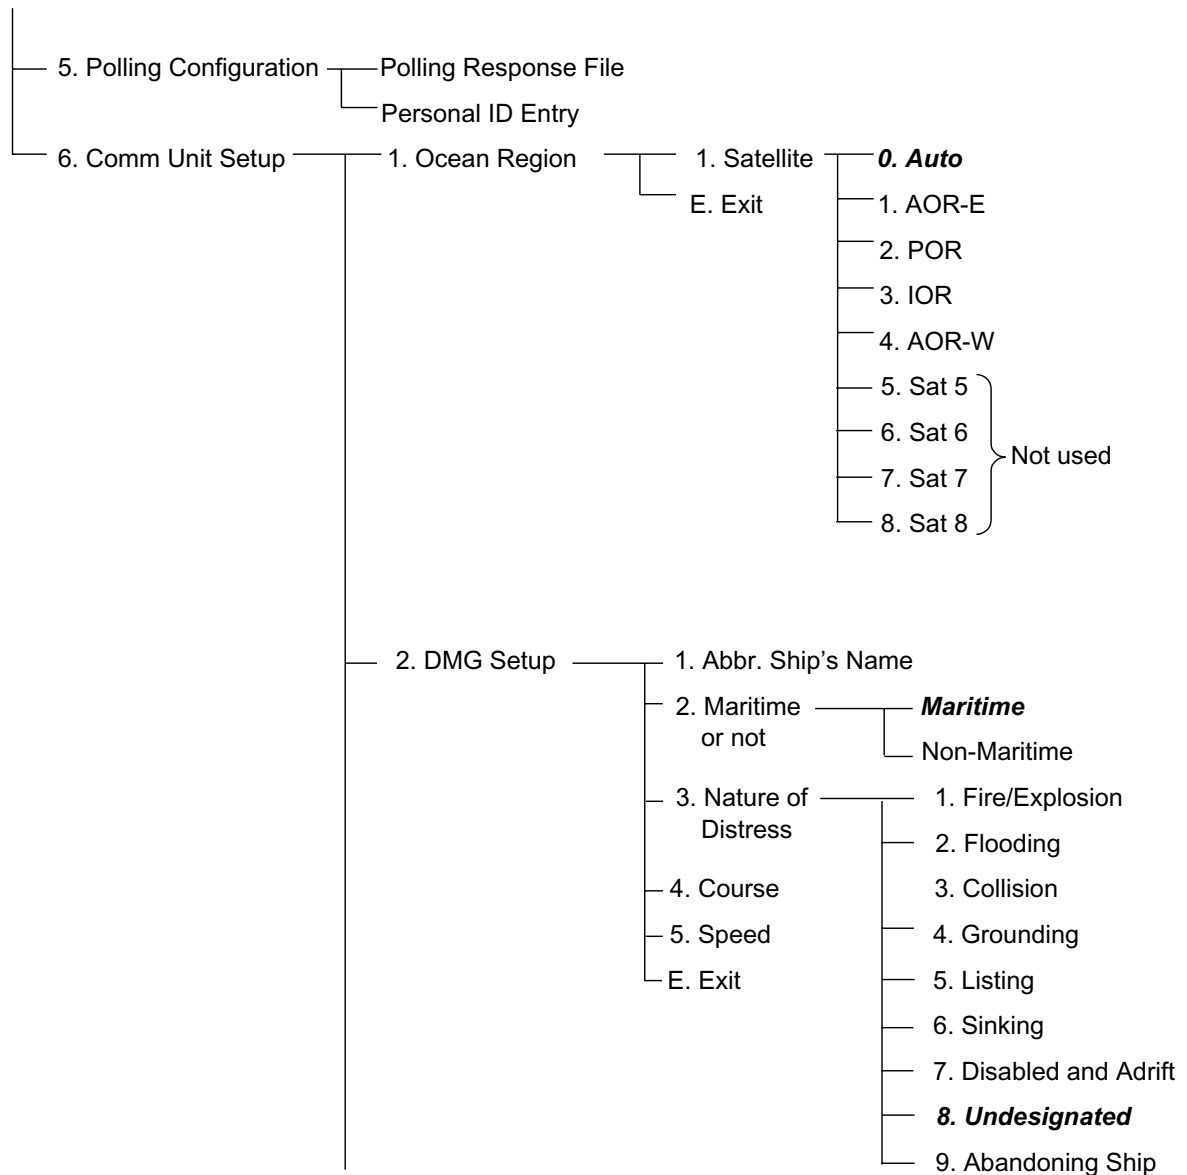 5. Polling Configuration
Polling Response File
Personal ID Entry
6. Comm Unit Setup
1. Ocean Region
1. Satellite
0. Auto
E. Exit
1. AOR-E
2. POR
3. IOR
4. AOR-W
5. Sat 5
6. Sat 6
7. Sat 7
8. Sat 8
Not used
2. DMG Setup
1. Abbr. Ship's Name
2. Maritime
or not
Maritime
Non-Maritime
3. Nature of
Distress
1. Fire/Explosion
2. Flooding
3. Collision
4. Grounding
5. Listing
6. Sinking
7. Disabled and Adrift
8. Undesignated
9. Abandoning Ship
4. Course
5. Speed
E. Exit